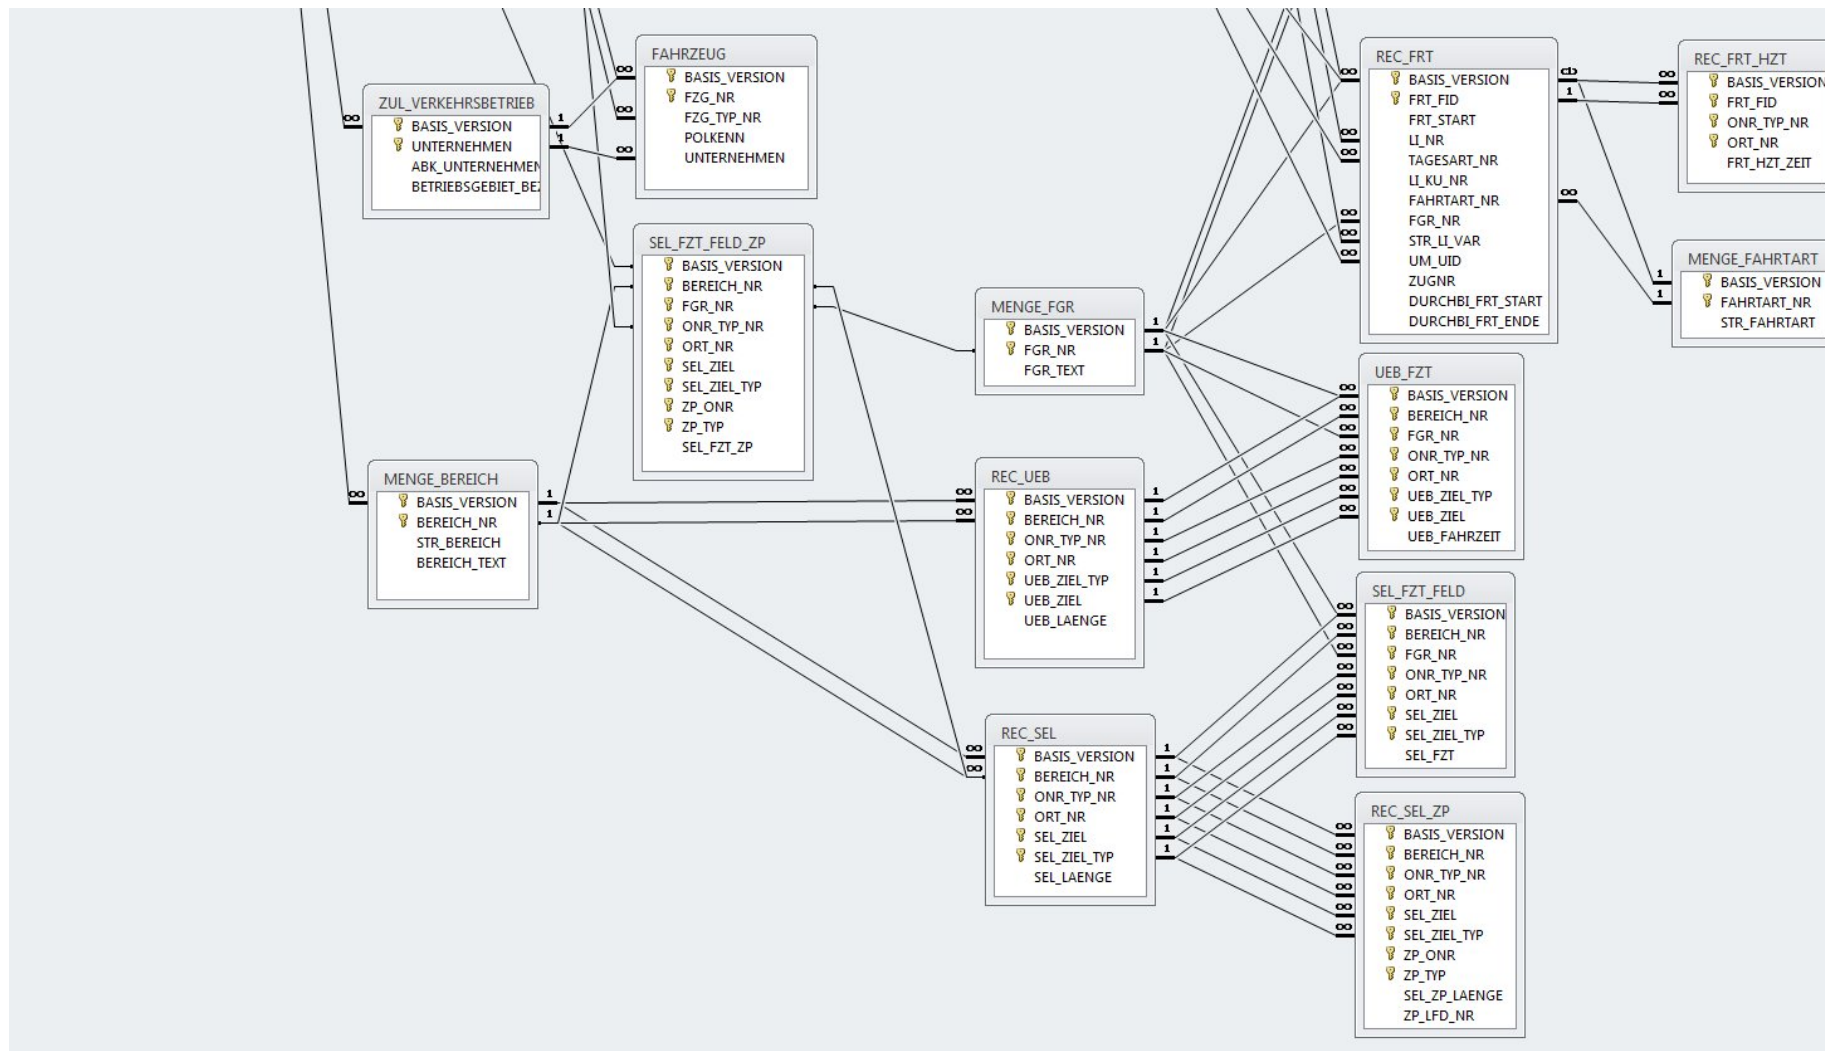 FAHRZEUG
BASIS_VERSION
FZG_NR
FZG_TYP_NR
POLKENN
UNTERNEHMEN
ZUL_VERKEHRSBETRIEB
BASIS_VERSION
UNTERNEHMEN
ABK_UNTERNEHMEN
BETRIEBSGEBIET_BEZ
SEL_FZT_FELD_ZP
BASIS_VERSION
BEREICH_NR
FGR_NR
ONR_TYP_NR
ORT_NR
SEL_ZIEL
SEL_ZIEL_TYP
ZP_ONR
ZP_TYP
SEL_FZT_ZP
MENGE_BEREICH
BASIS_VERSION
BEREICH_NR
STR_BEREICH
BEREICH_TEXT
MENGE_FGR
BASIS_VERSION
FGR_NR
FGR_TEXT
REC_UEB
BASIS_VERSION
BEREICH_NR
ONR_TYP_NR
ORT_NR
UEB_ZIEL_TYP
UEB_ZIEL
UEB_LAENGE
REC_SEL
BASIS_VERSION
BEREICH_NR
ONR_TYP_NR
ORT_NR
SEL_ZIEL
SEL_ZIEL_TYP
SEL_LAENGE
REC_FRT
BASIS_VERSION
FRT_FID
FRT_START
LI_NR
TAGESART_NR
LI_KU_NR
FAHRTART_NR
FGR_NR
STR_LI_VAR
UM_UID
ZUGNR
DURCHBI_FRT_START
DURCHBI_FRT_ENDE
REC_FRT_HZT
BASIS_VERSION
FRT_FID
ONR_TYP_NR
ORT_NR
FRT_HZT_ZEIT
MENGE_FAHRTART
BASIS_VERSION
FAHRTART_NR
STR_FAHRTART
UEB_FZT
BASIS_VERSION
BEREICH_NR
FGR_NR
ONR_TYP_NR
ORT_NR
UEB_ZIEL_TYP
UEB_ZIEL
UEB_FAHRZEIT
SEL_FZT_FELD
BASIS_VERSION
BEREICH_NR
FGR_NR
ONR_TYP_NR
ORT_NR
SEL_ZIEL
SEL_ZIEL_TYP
SEL_FZT
REC_SEL_ZP
BASIS_VERSION
BEREICH_NR
ONR_TYP_NR
ORT_NR
SEL_ZIEL
SEL_ZIEL_TYP
ZP_ONR
ZP_TYP
SEL_ZP_LAENGE
ZP_LFD_NR